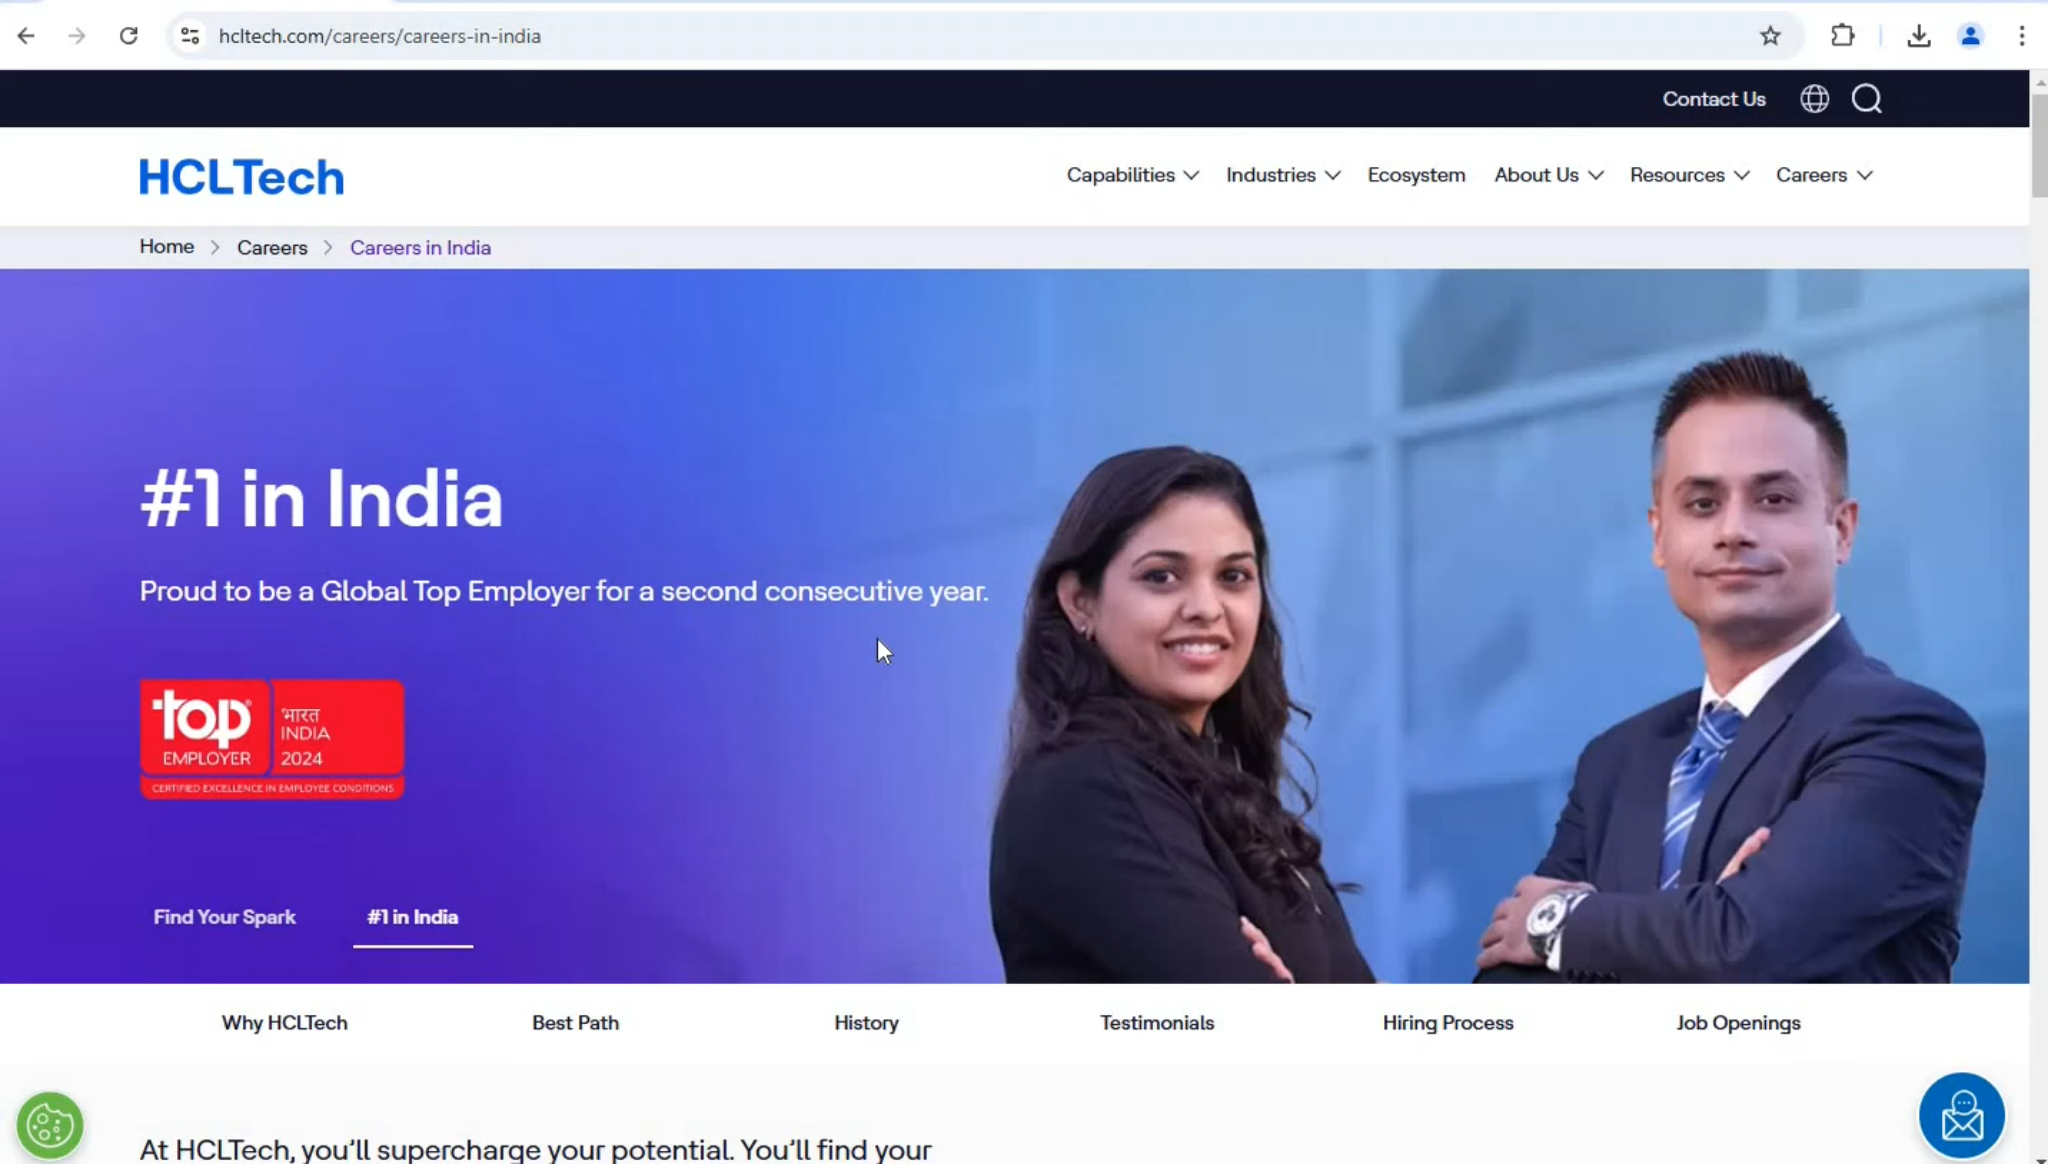 hcltech.com/careers/careers-in-india
Contact Us
HCLTech
Capabilities Industries Ecosystem About Us Resources Careers
Home > Careers > Careers in India
#1 in India
Proud to be a Global Top Employer for a second consecutive year.
top EMPLOYER
भारत
INDIA
2024
CERTIFIED EXCELLENCE IN EMPLOYEE CONDITIONS
Find Your Spark #1 in India
Why HCLTech Best Path History Testimonials Hiring Process Job Openings
At HCLTech, you'll supercharge your potential. You'll find your